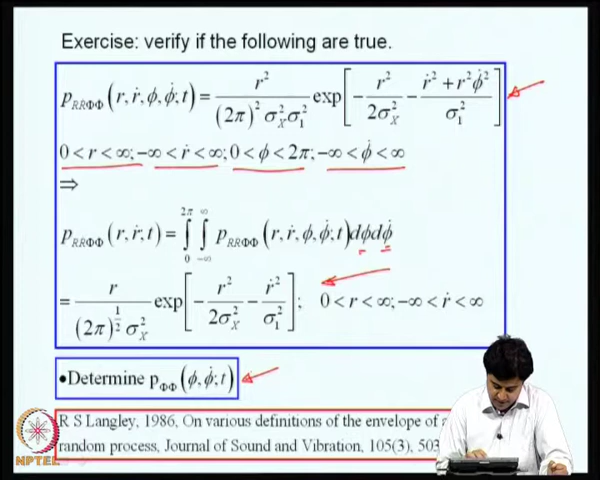 Exercise: verify if the following are true.
p_{RṘΦΦ̇}(r, ṙ, φ, φ̇; t) = r² / ((2π)² σ_X² σ_1²) exp[ − r²/(2σ_X²) − (ṙ² + r²φ̇²)/σ_1² ]
0 < r < ∞; −∞ < ṙ < ∞; 0 < φ < 2π; −∞ < φ̇ < ∞
⇒
p_{RṘΦΦ̇}(r, ṙ; t) = ∫_0^{2π} ∫_{−∞}^{∞} p_{RṘΦΦ̇}(r, ṙ, φ, φ̇; t) dφ dφ̇
= r / ((2π)^{1/2} σ_X²) exp[ − r²/(2σ_X²) − ṙ²/σ_1² ]; 0 < r < ∞; −∞ < ṙ < ∞
•Determine p_{ΦΦ̇}(φ, φ̇; t)
R S Langley, 1986, On various definitions of the envelope of
random process, Journal of Sound and Vibration, 105(3), 503
NPTEL